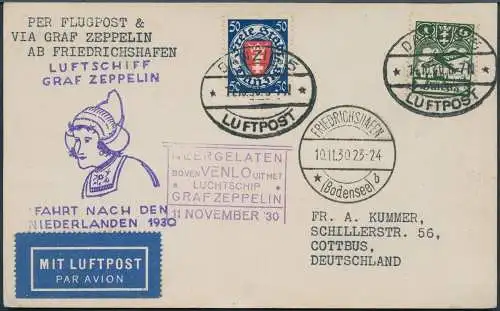 PER FLUGPOST &
VIA GRAF ZEPPELIN
AB FRIEDRICHSHAFEN
LUFTSCHIFF
GRAF ZEPPELIN
FAHRT NACH DEN
NIEDERLANDEN 1930
MIT LUFTPOST
PAR AVION
50 50
LUFTPOST
LUFTPOST
FRIEDRICHSHAFEN
10.11.30.23-24
(Bodensee) b
NEERGELATEN
BOVEN VENLO UIT HET
LUCHTSCHIP
GRAF ZEPPELIN
11 NOVEMBER '30
FR. A. KUMMER,
SCHILLERSTR. 56,
COTTBUS,
DEUTSCHLAND